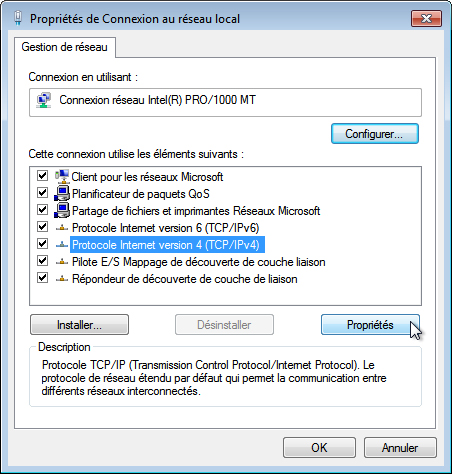 Propriétés de Connexion au réseau local
Gestion de réseau
Connexion en utilisant :
Connexion réseau Intel(R) PRO/1000 MT
Configurer...
Cette connexion utilise les éléments suivants :
Client pour les réseaux Microsoft
Planificateur de paquets QoS
Partage de fichiers et imprimantes Réseaux Microsoft
Protocole Internet version 6 (TCP/IPv6)
Protocole Internet version 4 (TCP/IPv4)
Pilote E/S Mappage de découverte de couche liaison
Répondeur de découverte de couche de liaison
Installer...
Désinstaller
Propriétés
Description
Protocole TCP/IP (Transmission Control Protocol/Internet Protocol). Le
protocole de réseau étendu par défaut qui permet la communication entre
différents réseaux interconnectés.
OK
Annuler